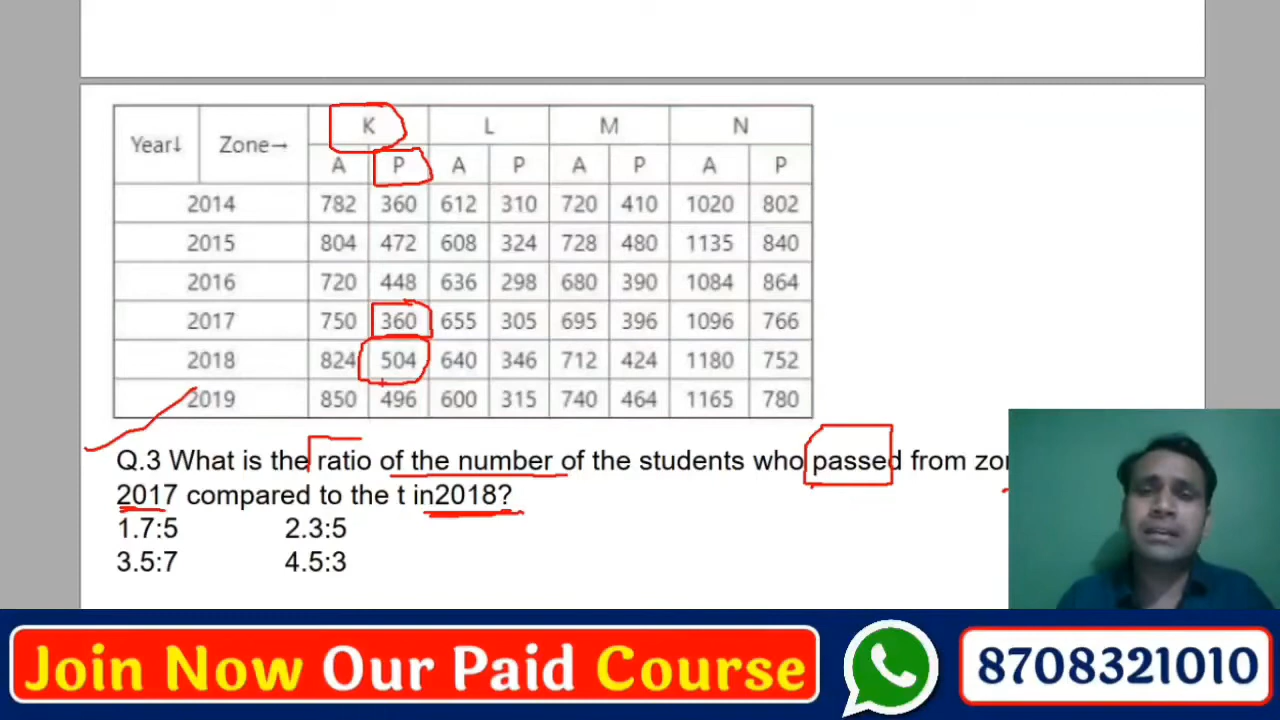 Year↓ Zone→ K L M N
A P A P A P A P
2014 782 360 612 310 720 410 1020 802
2015 804 472 608 324 728 480 1135 840
2016 720 448 636 298 680 390 1084 864
2017 750 360 655 305 695 396 1096 766
2018 824 504 640 346 712 424 1180 752
2019 850 496 600 315 740 464 1165 780
Q.3 What is the ratio of the number of the students who passed from
2017 compared to the t in2018?
1.7:5 2.3:5
3.5:7 4.5:3
Join Now Our Paid Course 8708321010